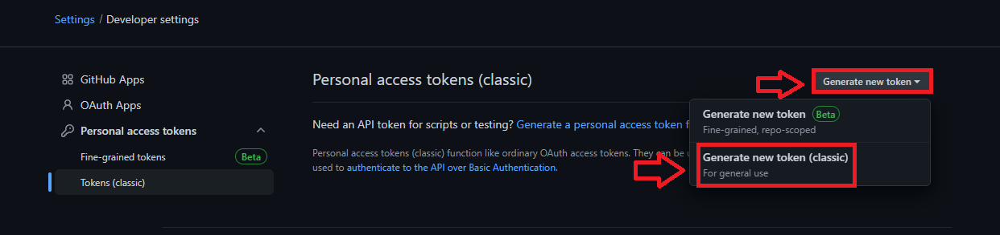 Settings / Developer settings
GitHub Apps
OAuth Apps
Personal access tokens
Fine-grained tokens Beta
Tokens (classic)
Personal access tokens (classic)
Generate new token
Generate new token Beta
Fine-grained, repo-scoped
Generate new token (classic)
For general use
Need an API token for scripts or testing? Generate a personal access token
Personal access tokens (classic) function like ordinary OAuth access tokens. They can be
used to authenticate to the API over Basic Authentication.